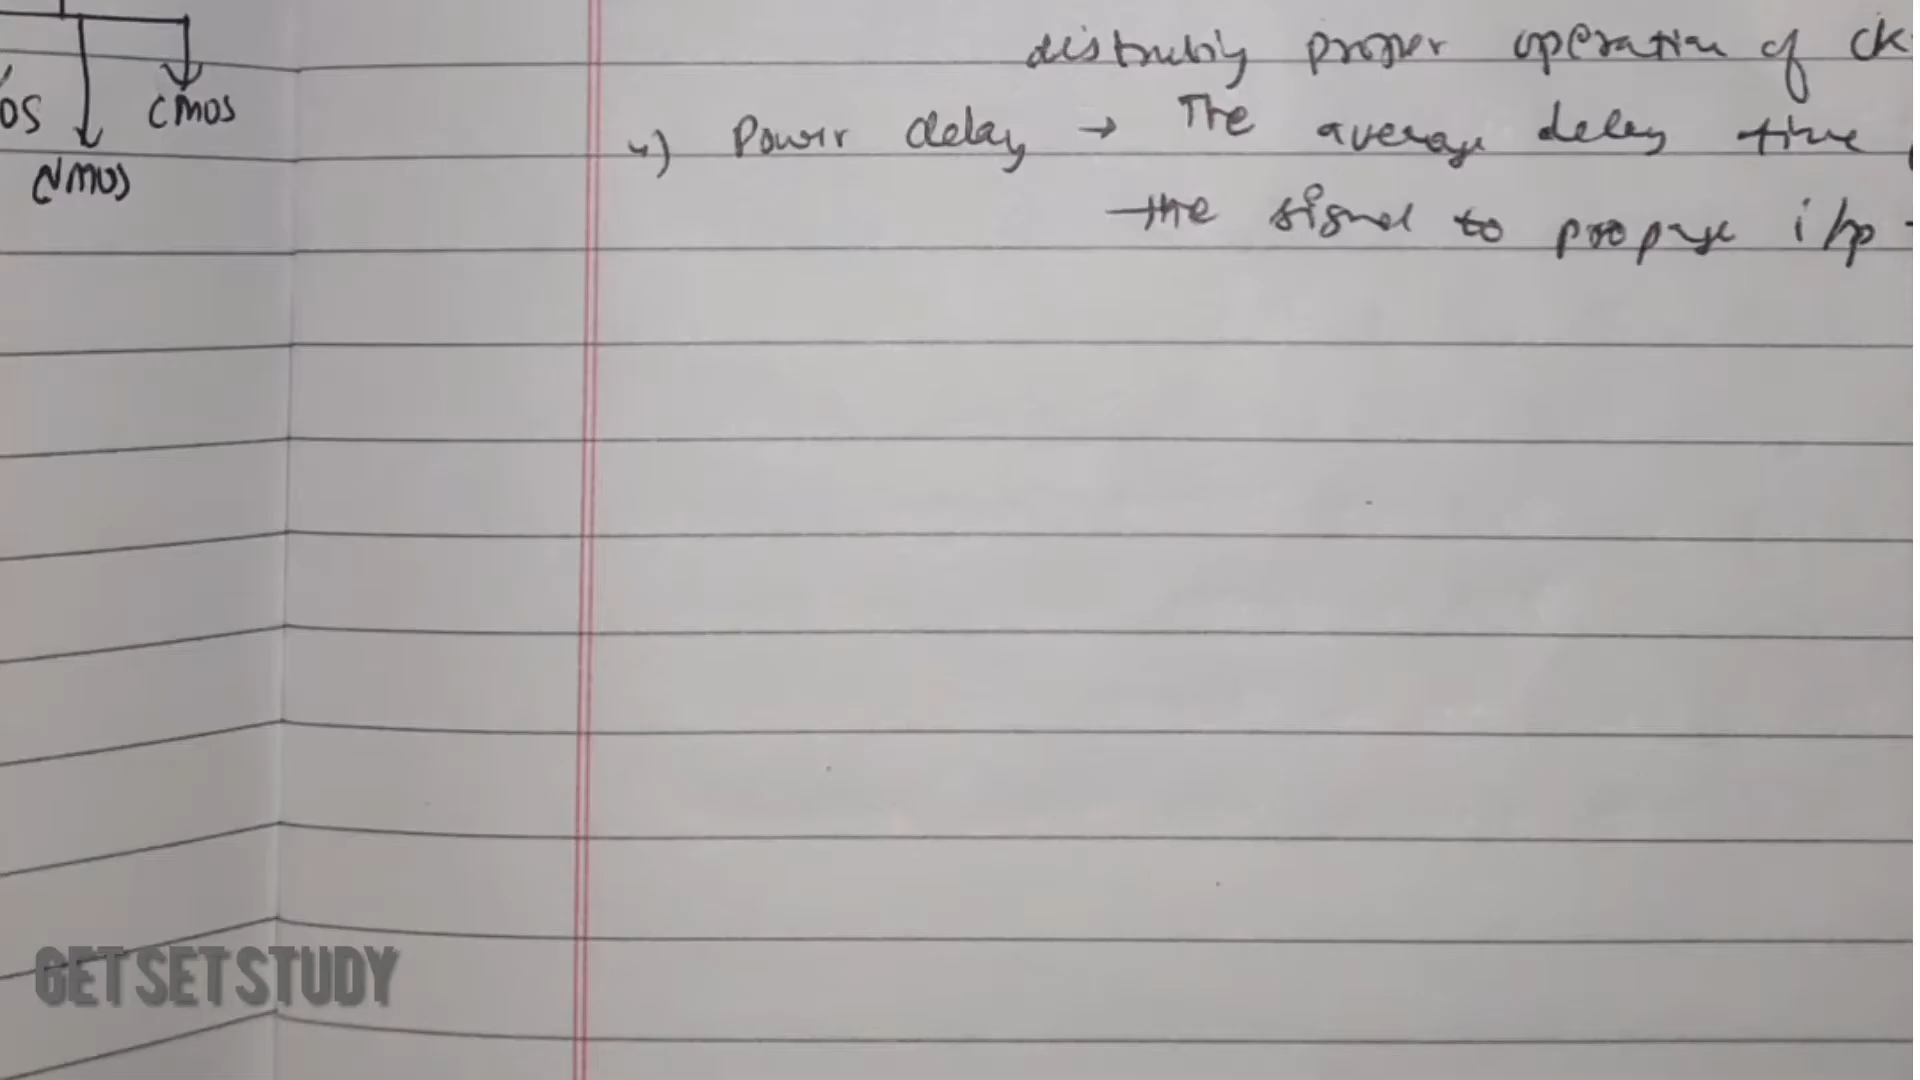 CMOS
OS
NMOS
distrubiy proper operation of ck
4) Power delay → The average delay time
the signal to propage i/p
GET SET STUDY